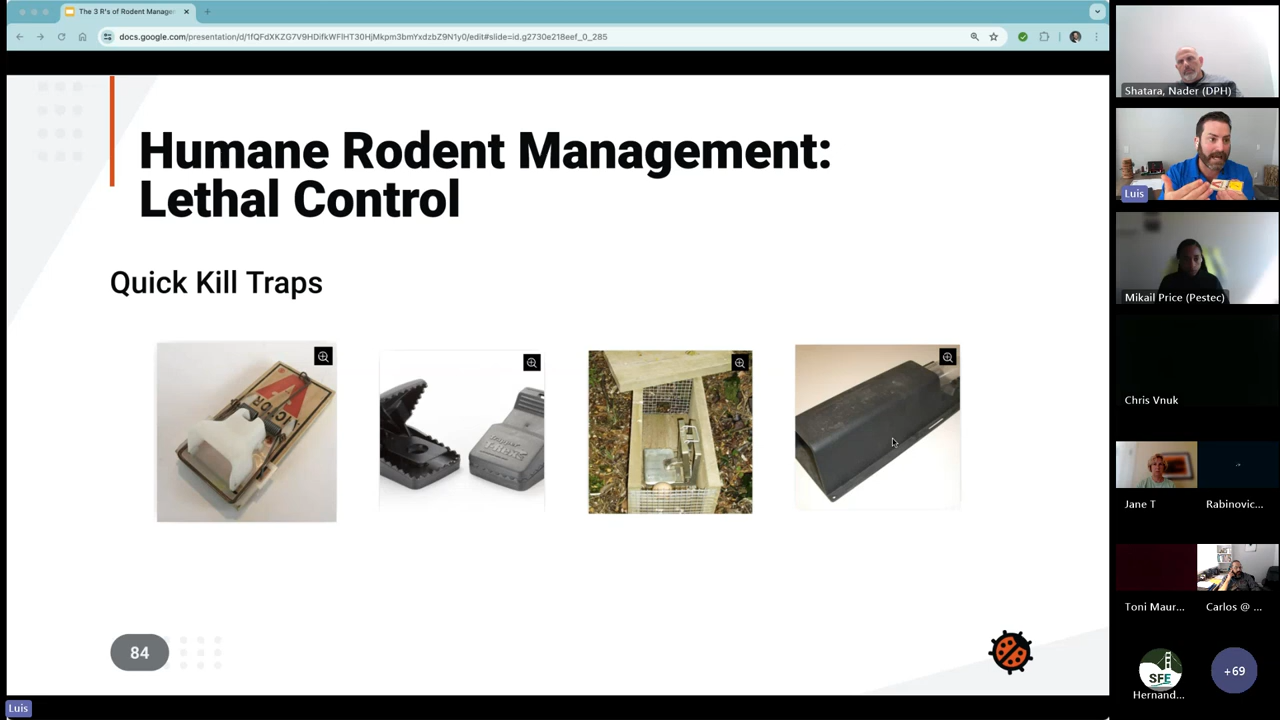 The 3 R's of Rodent Manager
docs.google.com/presentation/d/1fQFdXKZG7V9HDifkWFIHT30HjMkpm3bmYxdzbZ9N1y0/edit#slide=id.g2730e218eef_0_285
Humane Rodent Management:
Lethal Control
Quick Kill Traps
VICTOR
84
Luis
Shatara, Nader (DPH)
Luis
Mikail Price (Pestec)
Chris Vnuk
Jane T
Rabinovic...
Toni Maur...
Carlos @ ...
SFE
Hernand...
+69